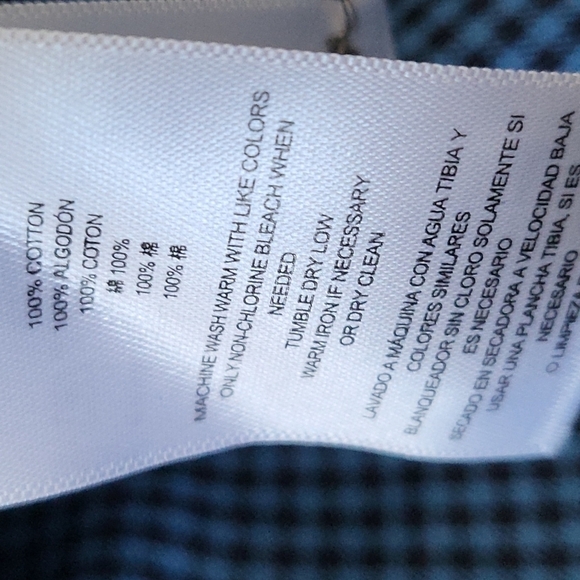 100% COTTON
100% ALGODÓN
100% COTON
綿 100%
100% 棉
100% 棉
MACHINE WASH WARM WITH LIKE COLORS
ONLY NON-CHLORINE BLEACH WHEN
NEEDED
TUMBLE DRY LOW
WARM IRON IF NECESSARY
OR DRY CLEAN
LAVADO A MÁQUINA CON AGUA TIBIA Y
COLORES SIMILARES
BLANQUEADOR SIN CLORO SOLAMENTE SI
ES NECESARIO
SECADO EN SECADORA A VELOCIDAD BAJA
USAR UNA PLANCHA TIBIA, SI ES
NECESARIO
O LIMPIEZA